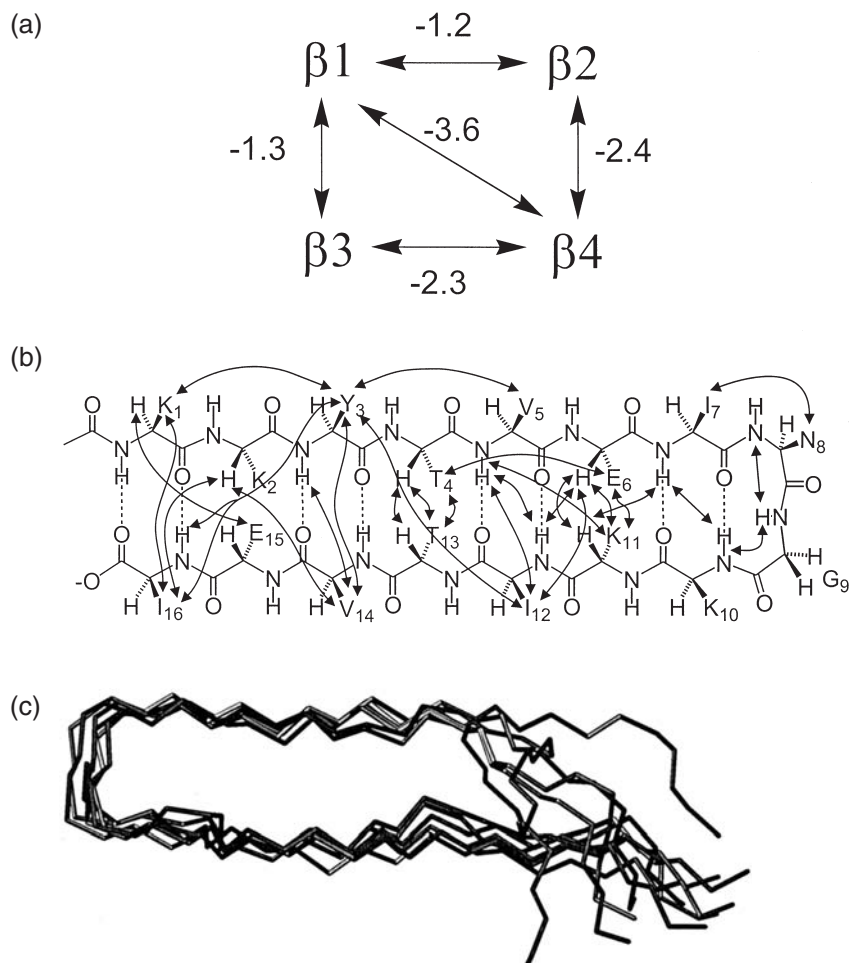 (a)
-1.2
β1 β2
-1.3 -3.6 -2.4
β3 β4
-2.3
(b)
H K1 H O H Y3 H O H V5 H O H I7 H H N8
O N O N O N O N
N K2 O N T4 O N E6 O N O O
H O H H O H H O H H O H H HN
O H E15 O H H T13 O H H K11 O H H
-O N O N O N O N O N G9
H I16 O H H V14 O H H I12 O H H K10 O
(c)